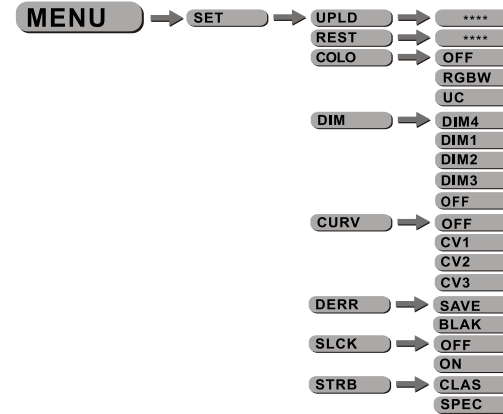 MENU SET UPLD ****
REST ****
COLO OFF
RGBW
UC
DIM DIM4
DIM1
DIM2
DIM3
OFF
CURV OFF
CV1
CV2
CV3
DERR SAVE
BLAK
SLCK OFF
ON
STRB CLAS
SPEC